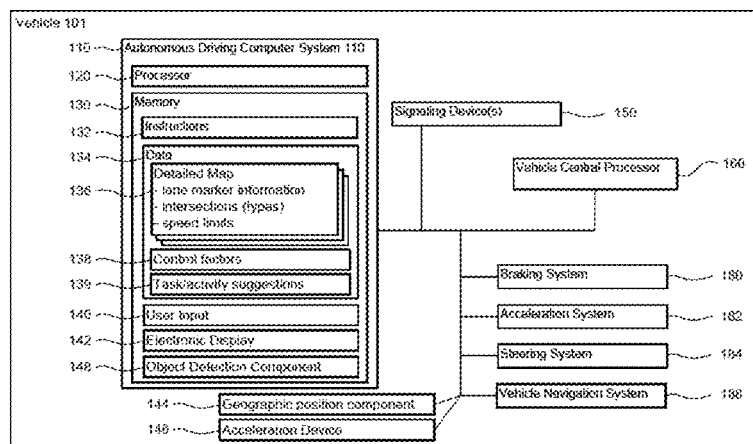 Vehicle 101
110
Autonomous Driving Computer System 110
120
Processor
130
Memory
132
Instructions
134
Data
136
Detailed Map
- lane marker information
- intersections (types)
- speed limits
138
Control factors
139
Task/activity suggestions
140
User Input
142
Electronic Display
148
Object Detection Component
144
Geographic position component
146
Acceleration Device
Signaling Device(s)
150
Vehicle Central Processor
160
Braking System
180
Acceleration System
182
Steering System
184
Vehicle Navigation System
186